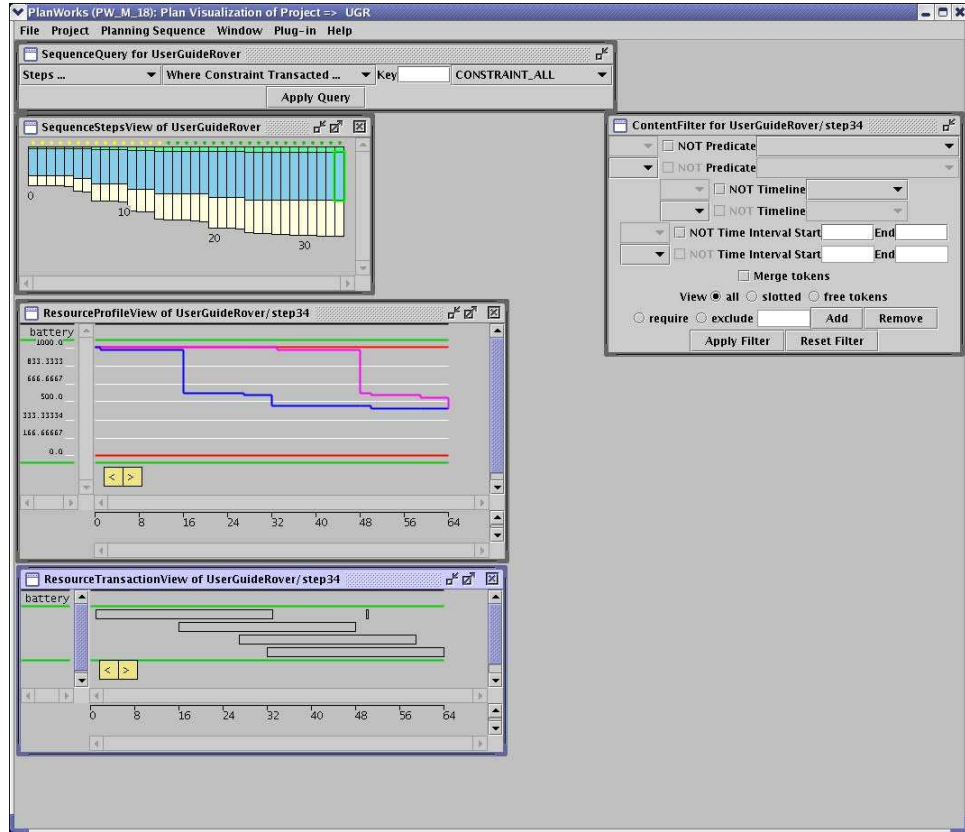 PlanWorks (PW_M_18): Plan Visualization of Project => UGR
File Project Planning Sequence Window Plug-in Help
SequenceQuery for UserGuideRover
Steps ... Where Constraint Transacted ... Key CONSTRAINT_ALL
Apply Query
SequenceStepsView of UserGuideRover
0
10
20
30
ContentFilter for UserGuideRover/step34
NOT Predicate
NOT Predicate
NOT Timeline
NOT Timeline
NOT Time Interval Start End
NOT Time Interval Start End
Merge tokens
View all slotted free tokens
require exclude Add Remove
Apply Filter Reset Filter
ResourceProfileView of UserGuideRover/step34
battery
1000.0
833.3333
666.6667
500.0
333.33334
166.66667
0.0
< >
0 8 16 24 32 40 48 56 64
ResourceTransactionView of UserGuideRover/step34
battery
< >
0 8 16 24 32 40 48 56 64